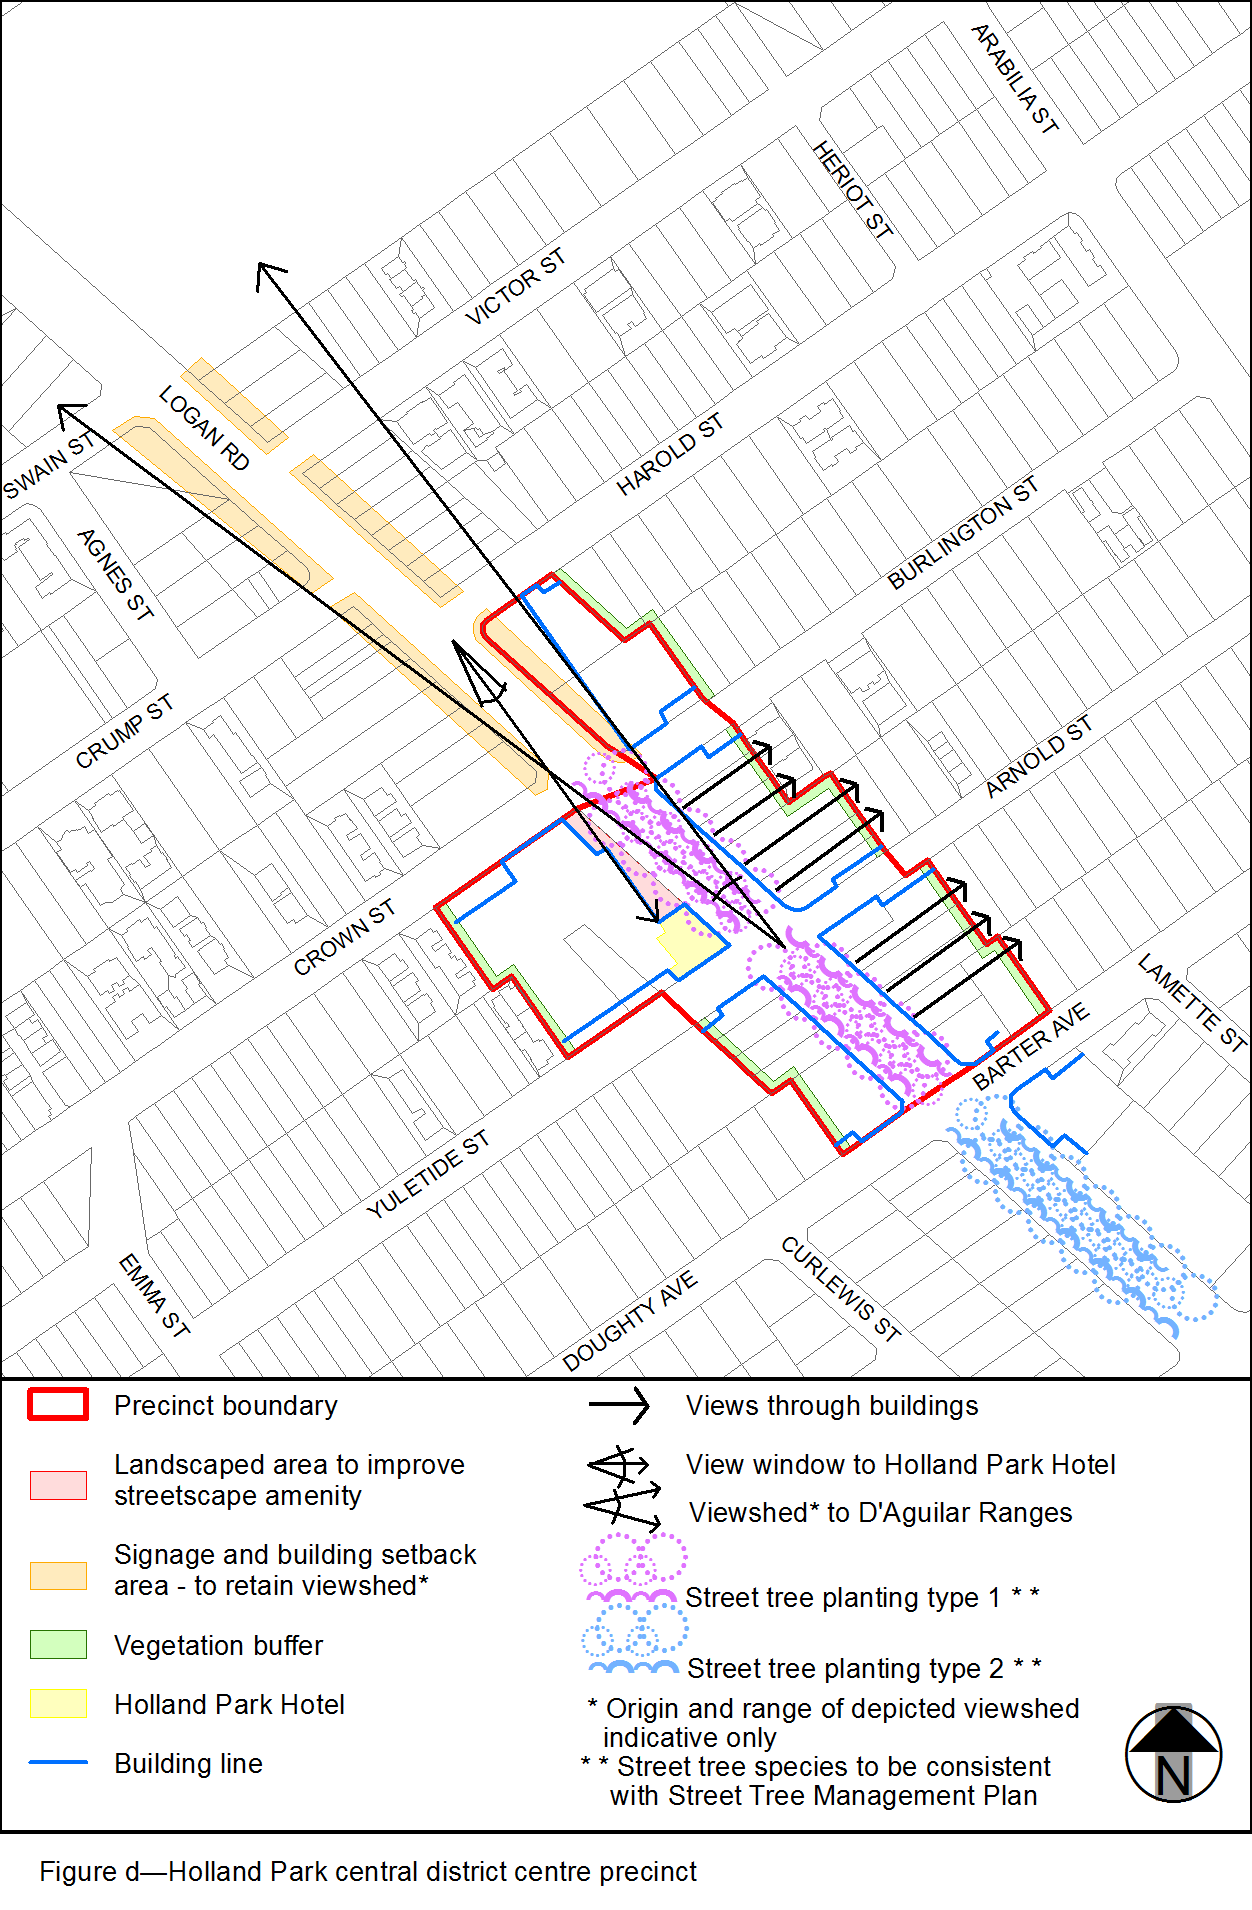 ARABILIA ST
HERIOT ST
VICTOR ST
LOGAN RD
SWAIN ST
HAROLD ST
AGNES ST
BURLINGTON ST
CRUMP ST
ARNOLD ST
CROWN ST
LAMETTE ST
BARTER AVE
YULETIDE ST
EMMA ST
CURLEWIS ST
DOUGHTY AVE
Precinct boundary
Landscaped area to improve
streetscape amenity
Signage and building setback
area - to retain viewshed*
Vegetation buffer
Holland Park Hotel
Building line
Views through buildings
View window to Holland Park Hotel
Viewshed* to D'Aguilar Ranges
Street tree planting type 1 * *
Street tree planting type 2 * *
* Origin and range of depicted viewshed
indicative only
* * Street tree species to be consistent
with Street Tree Management Plan
N
Figure d—Holland Park central district centre precinct